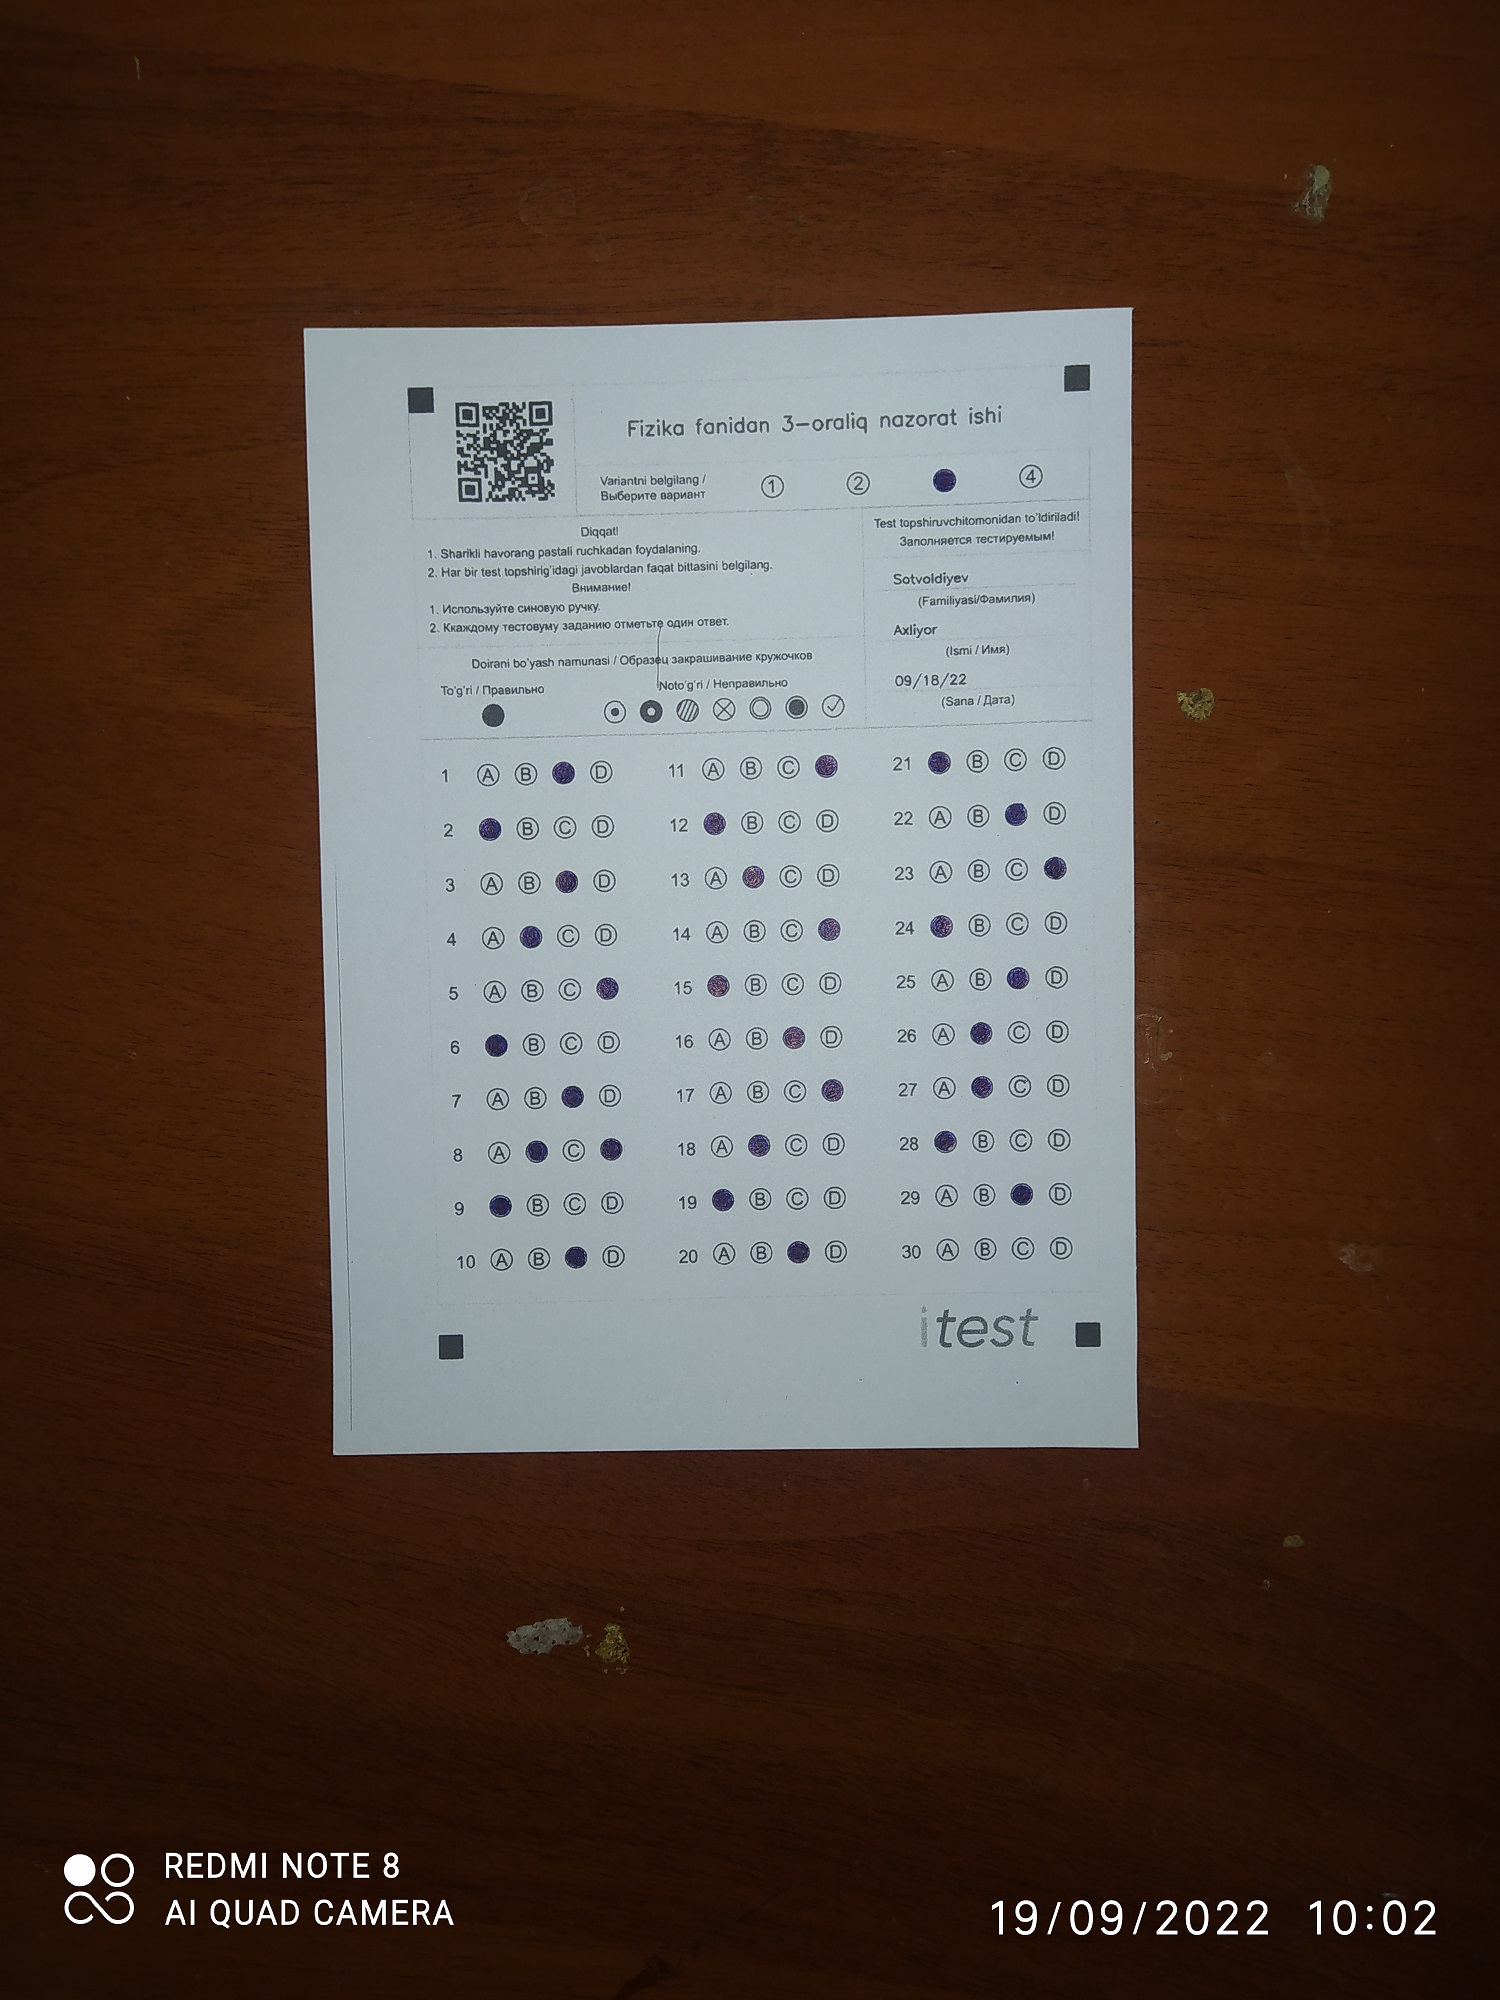 Fizika fanidan 3-oraliq nazorat ishi
Variantni belgilang /
Выберите вариант
1 2 4
Diqqat!
1. Sharikli havorang pastali ruchkadan foydalaning.
2. Har bir test topshirig'idagi javoblardan faqat bittasini belgilang.
Внимание!
1. Используйте синовую ручку.
2. Ккаждому тестовуму заданию отметьте один ответ.
Doirani bo'yash namunasi / Образец закрашивание кружочков
To'g'ri / Правильно
Noto'g'ri / Неправильно
Test topshiruvchitomonidan to'ldiriladi!
Заполняется тестируемым!
Sotvoldiyev
(Familiyasi/Фамилия)
Axliyor
(Ismi / Имя)
09/18/22
(Sana / Дата)
1 A B D
2 B C D
3 A B D
4 A C D
5 A B C
6 B C D
7 A B D
8 A C
9 B C D
10 A B D
11 A B C
12 B C D
13 A C D
14 A B C
15 B C D
16 A B D
17 A B C
18 A C D
19 B C D
20 A B D
21 B C D
22 A B D
23 A B C
24 B C D
25 A B D
26 A C D
27 A C D
28 B C D
29 A B D
30 A B C D
itest
REDMI NOTE 8
AI QUAD CAMERA
19/09/2022 10:02